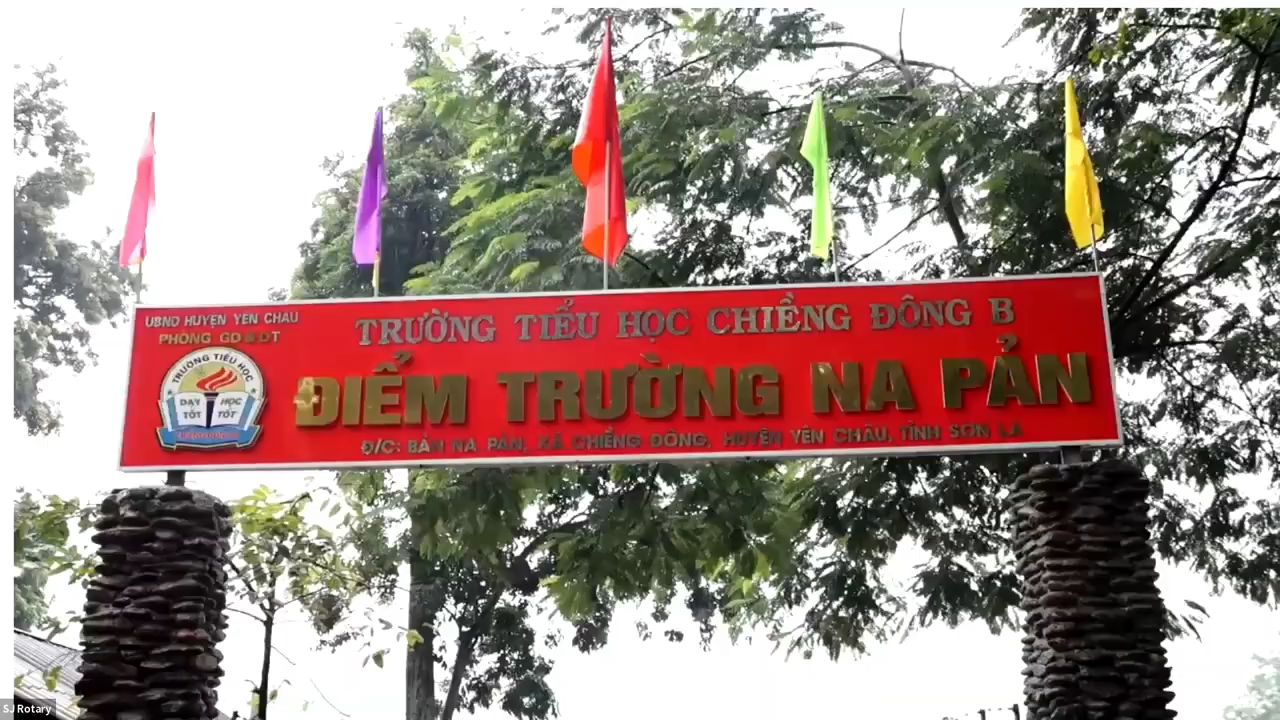 UBND HUYỆN YÊN CHÂU
PHÒNG GD&ĐT
TRƯỜNG TIỂU HỌC CHIỀNG ĐÔNG B
TRƯỜNG TIỂU HỌC
DẠY TỐT
HỌC TỐT
ĐIỂM TRƯỜNG NA PẢN
Đ/C: BẢN NA PẢN, XÃ CHIỀNG ĐÔNG, HUYỆN YÊN CHÂU, TỈNH SƠN LA
SJ Rotary